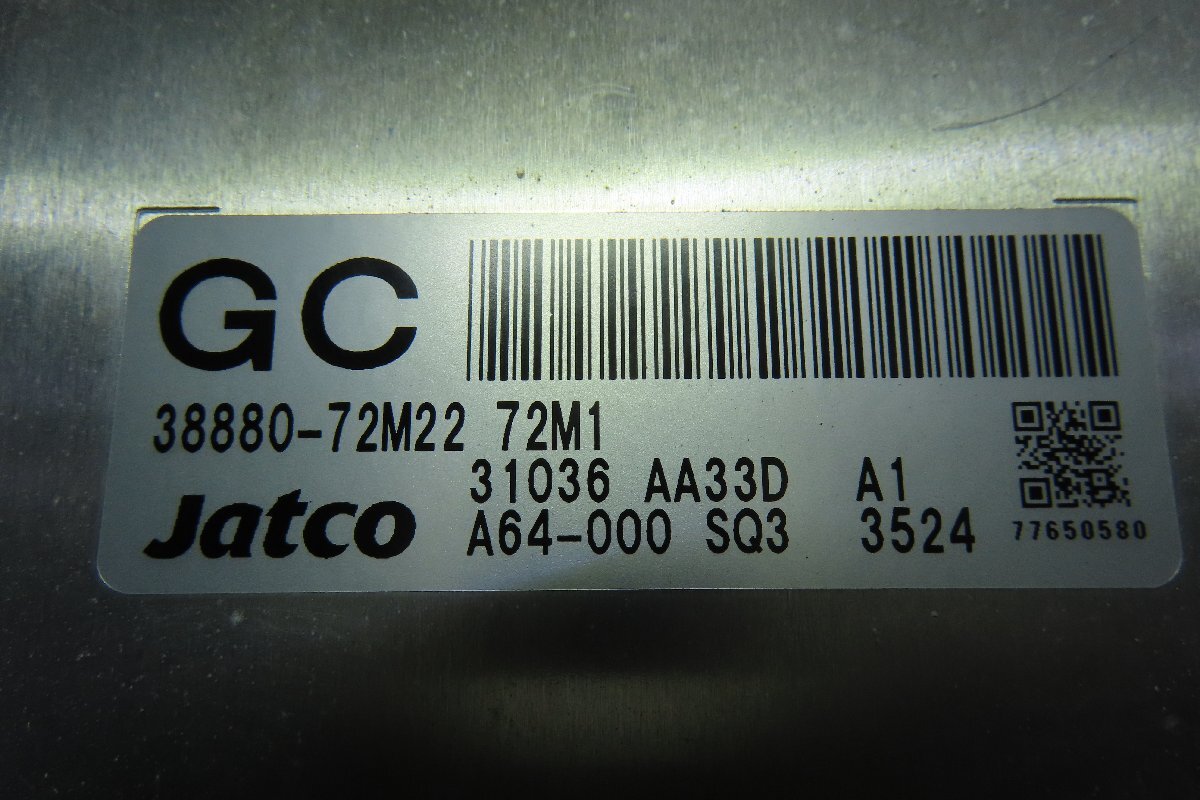 GC
38880-72M22 72M1
31036 AA33D A1
Jatco A64-000 SQ3 3524
77650580